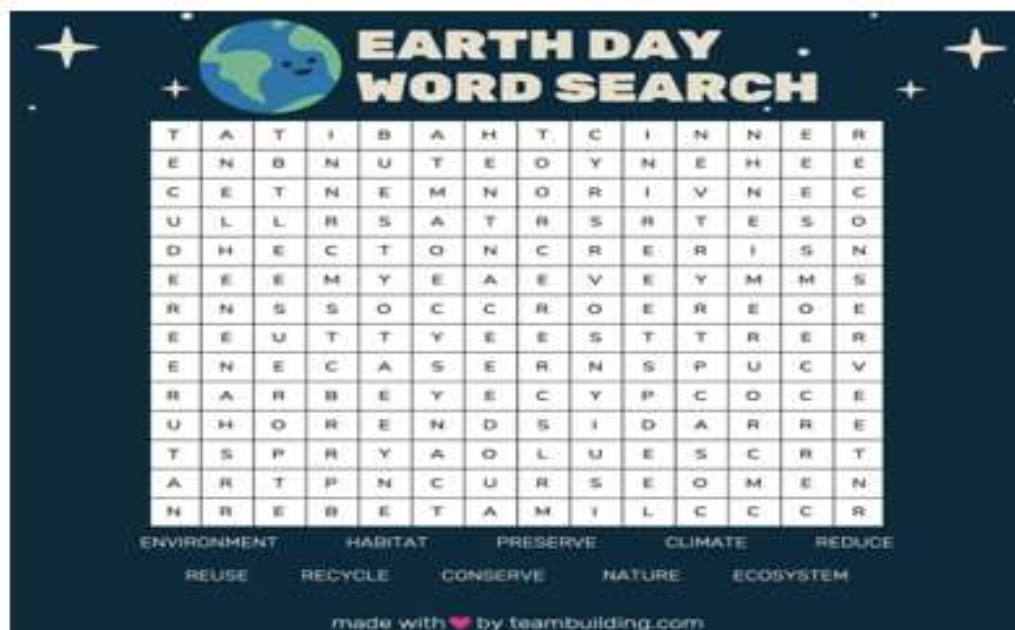 EARTH DAY
WORD SEARCH
T A T I B A H T C I N N E R
E N B N U T E O Y N E H E E
C E T N E M N O R I V N E C
U L L R S A T R S R T E S O
D H E C T O N C R E R I S N
E E E M Y E A E V E Y M M S
R N S S O C C R O E R E O E
E E U T T Y E E S T T R E R
E N E C A S E R N S P U C V
R A R B E Y E C Y P C O C E
U H O R E N D S I D A R R E
T S P R Y A O L U E S C R T
A R T P N C U R S E O M E N
N R E B E T A M I L C C C R
ENVIRONMENT HABITAT PRESERVE CLIMATE REDUCE
REUSE RECYCLE CONSERVE NATURE ECOSYSTEM
made with ❤ by teambuilding.com